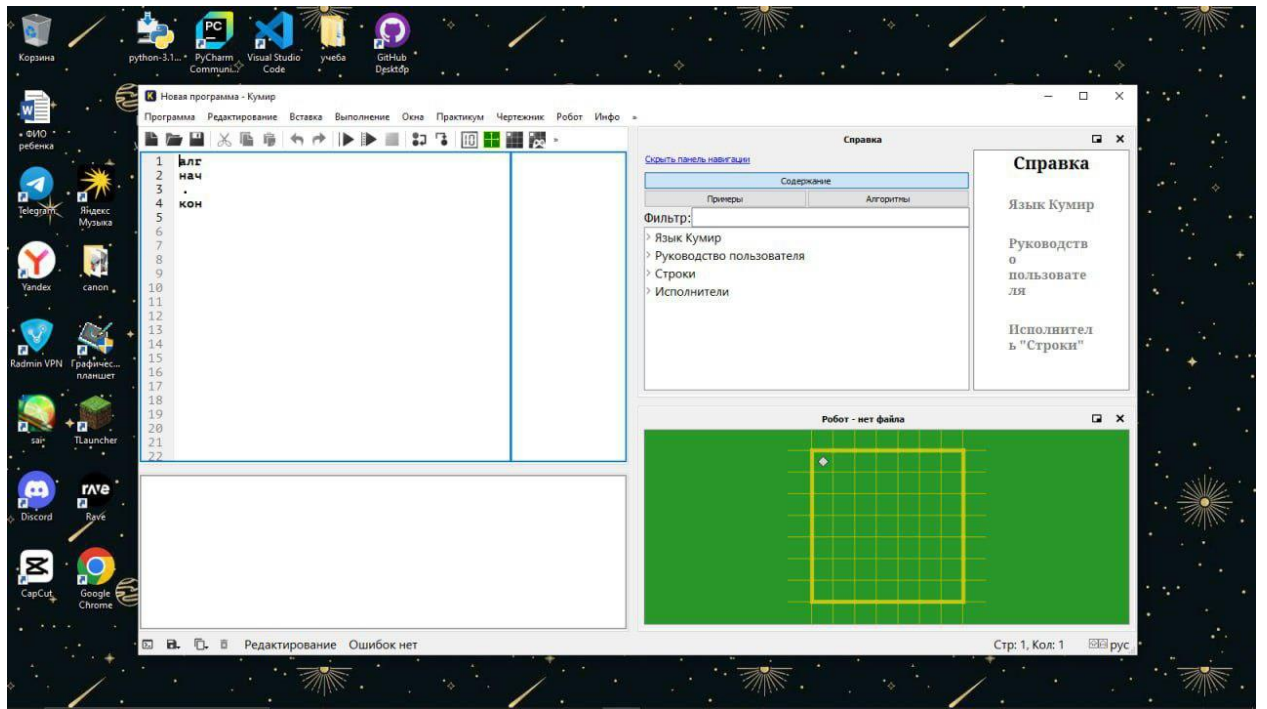 Корзина
python-3.1...
PyCharm
Communi...
Visual Studio
Code
учеба
GitHub
Desktop
ФИО
ребенка
Telegram
Яндекс
Музыка
Yandex
canon
Radmin VPN
Графичес...
планшет
sai
TLauncher
Discord
Rave
CapCut
Google
Chrome
Новая программа - Кумир
Программа Редактирование Вставка Выполнение Окна Практикум Чертежник Робот Инфо »
1 алг
2 нач
3 .
4 кон
5
6
7
8
9
10
11
12
13
14
15
16
17
18
19
20
21
22
Справка
Скрыть панель навигации
Содержание
Примеры Алгоритмы
Фильтр:
Язык Кумир
Руководство пользователя
Строки
Исполнители
Справка
Язык Кумир
Руководств
о
пользовате
ля
Исполнител
ь "Строки"
Робот - нет файла
Редактирование Ошибок нет
Стр: 1, Кол: 1 рус